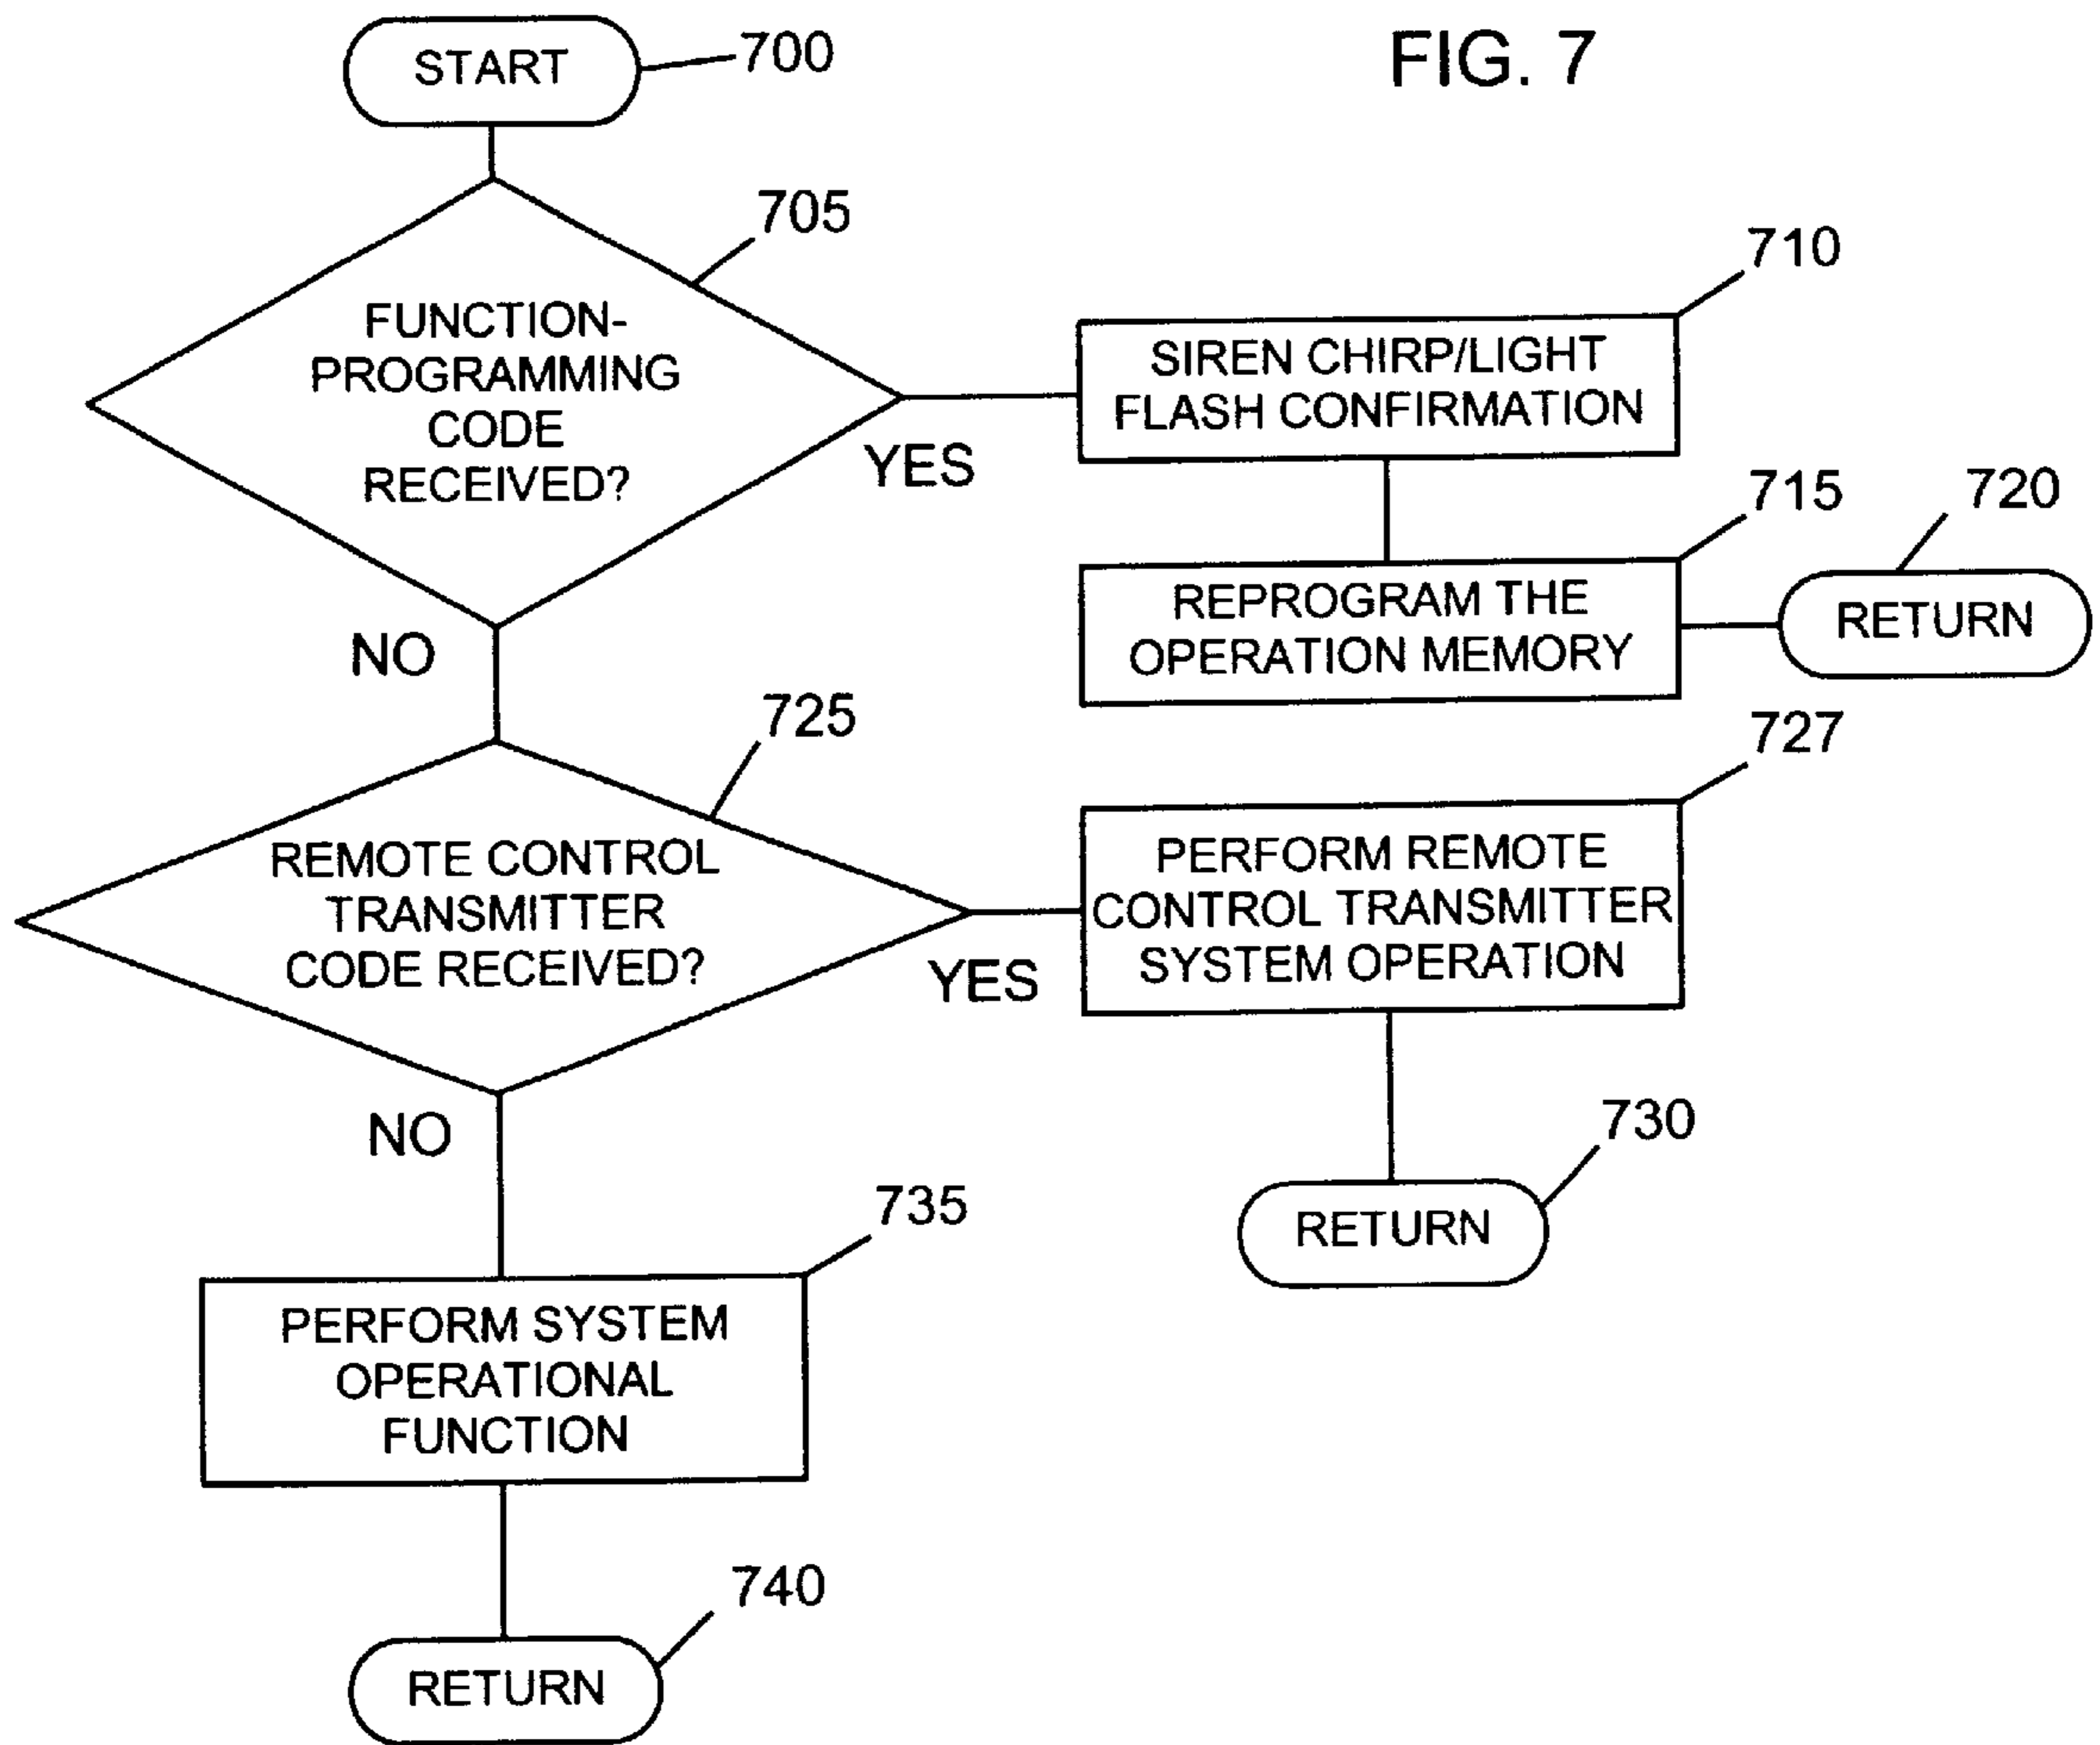 START
700
FIG. 7
705
FUNCTION-
PROGRAMMING
CODE
RECEIVED?
YES
710
SIREN CHIRP/LIGHT
FLASH CONFIRMATION
715
REPROGRAM THE
OPERATION MEMORY
720
RETURN
NO
725
REMOTE CONTROL
TRANSMITTER
CODE RECEIVED?
YES
727
PERFORM REMOTE
CONTROL TRANSMITTER
SYSTEM OPERATION
730
RETURN
NO
735
PERFORM SYSTEM
OPERATIONAL
FUNCTION
740
RETURN